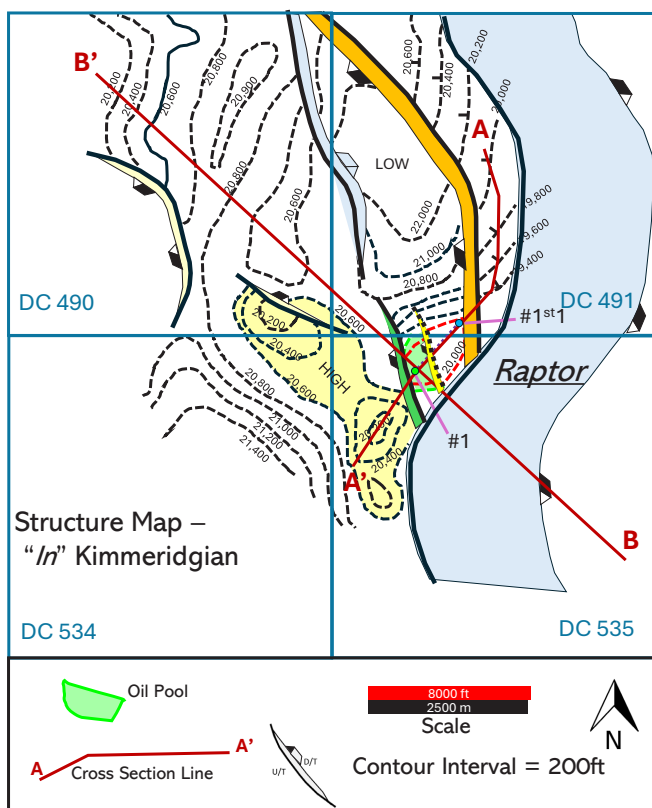 B'
20,200
20,400
20,600
20,800
20,900
20,600
20,400
20,200
20,000
A
LOW
20,800
20,600
22,000
21,000
20,800
19,800
19,600
19,400
DC 490
DC 491
20,200
20,600
#1st1
20,400
HIGH
20,000
Raptor
20,600
20,800
21,000
21,200
21,400
20,400
#1
A'
B
Structure Map –
"In" Kimmeridgian
DC 534
DC 535
Oil Pool
8000 ft
2500 m
Scale
N
A
A'
Cross Section Line
U/T
D/T
Contour Interval = 200ft